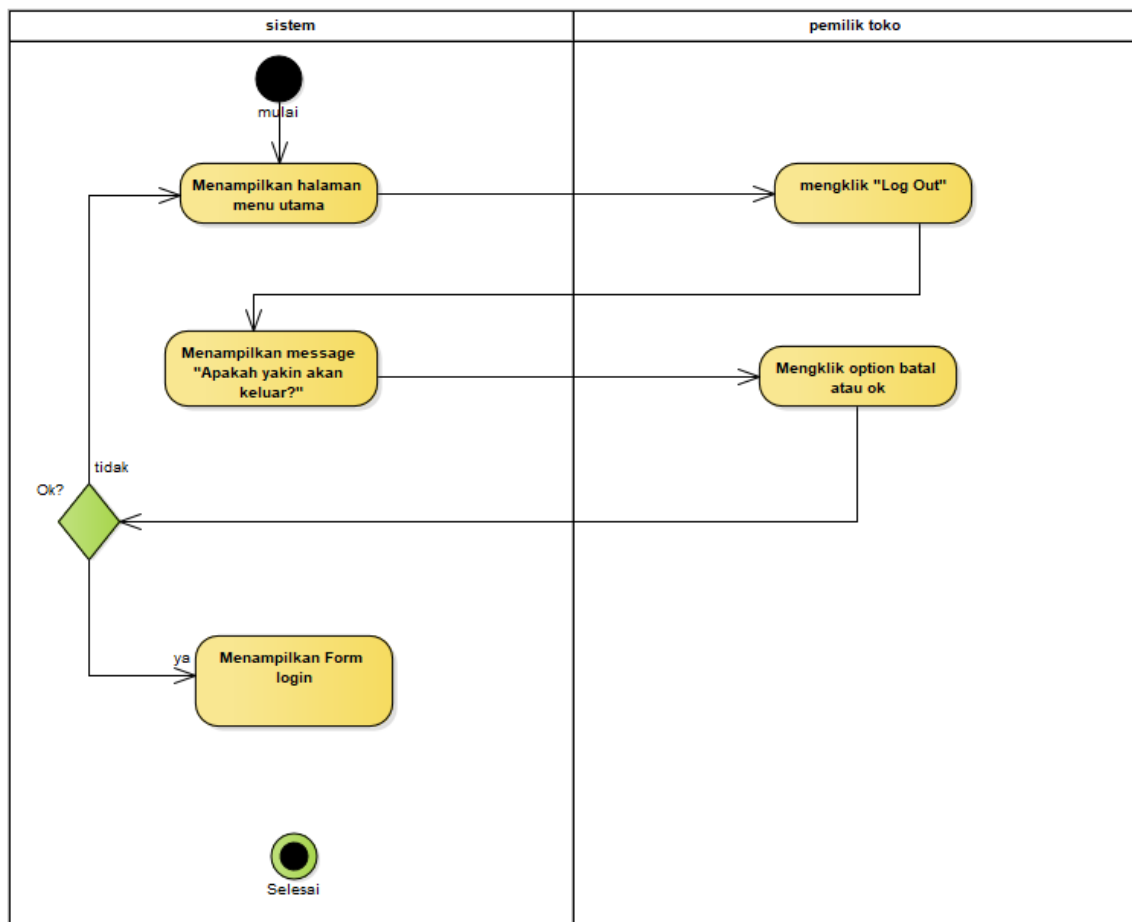 sistem
pemilik toko
mulai
Menampilkan halaman
menu utama
mengklik "Log Out"
Menampilkan message
"Apakah yakin akan
keluar?"
Mengklik option batal
atau ok
tidak
Ok?
ya
Menampilkan Form
login
Selesai